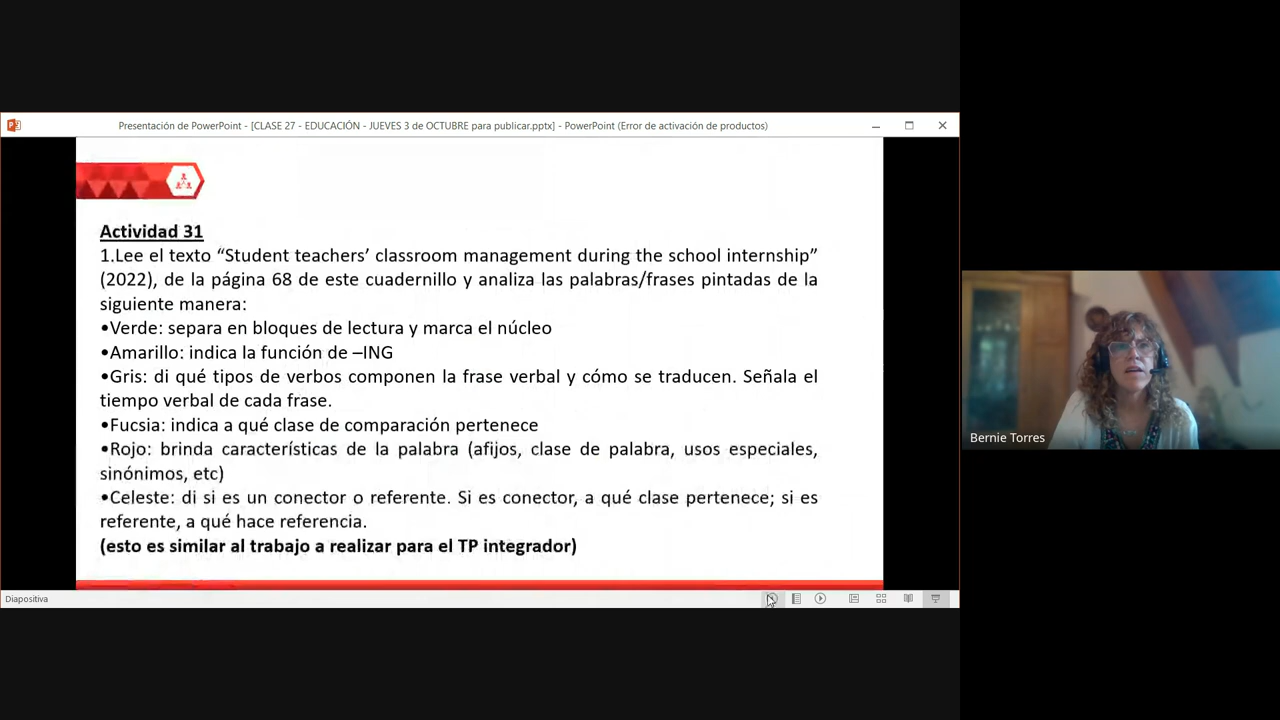 Presentación de PowerPoint - [CLASE 27 - EDUCACIÓN - JUEVES 3 de OCTUBRE para publicar.pptx] - PowerPoint (Error de activación de productos)
Actividad 31
1.Lee el texto “Student teachers’ classroom management during the school internship”
(2022), de la página 68 de este cuadernillo y analiza las palabras/frases pintadas de la
siguiente manera:
•Verde: separa en bloques de lectura y marca el núcleo
•Amarillo: indica la función de –ING
•Gris: di qué tipos de verbos componen la frase verbal y cómo se traducen. Señala el
tiempo verbal de cada frase.
•Fucsia: indica a qué clase de comparación pertenece
•Rojo: brinda características de la palabra (afijos, clase de palabra, usos especiales,
sinónimos, etc)
•Celeste: di si es un conector o referente. Si es conector, a qué clase pertenece; si es
referente, a qué hace referencia.
(esto es similar al trabajo a realizar para el TP integrador)
Bernie Torres
Diapositiva